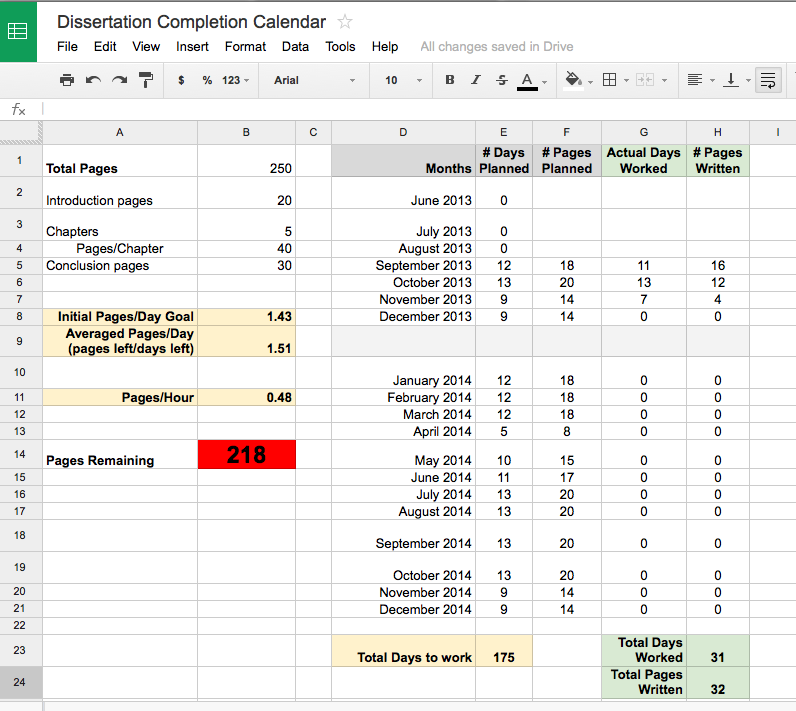 Dissertation Completion Calendar
File Edit View Insert Format Data Tools Help All changes saved in Drive
$ % 123 Arial 10 B I S A
fx
A B C D E F G H I
# Days # Pages Actual Days # Pages
1 Total Pages 250 Months Planned Planned Worked Written
2 Introduction pages 20 June 2013 0
3 Chapters 5 July 2013 0
4 Pages/Chapter 40 August 2013 0
5 Conclusion pages 30 September 2013 12 18 11 16
6 October 2013 13 20 13 12
7 November 2013 9 14 7 4
8 Initial Pages/Day Goal 1.43 December 2013 9 14 0 0
Averaged Pages/Day
9 (pages left/days left) 1.51
10 January 2014 12 18 0 0
11 Pages/Hour 0.48 February 2014 12 18 0 0
12 March 2014 12 18 0 0
13 April 2014 5 8 0 0
14 Pages Remaining 218 May 2014 10 15 0 0
15 June 2014 11 17 0 0
16 July 2014 13 20 0 0
17 August 2014 13 20 0 0
18 September 2014 13 20 0 0
19 October 2014 13 20 0 0
20 November 2014 9 14 0 0
21 December 2014 9 14 0 0
22
Total Days
23 Total Days to work 175 Worked 31
Total Pages
24 Written 32